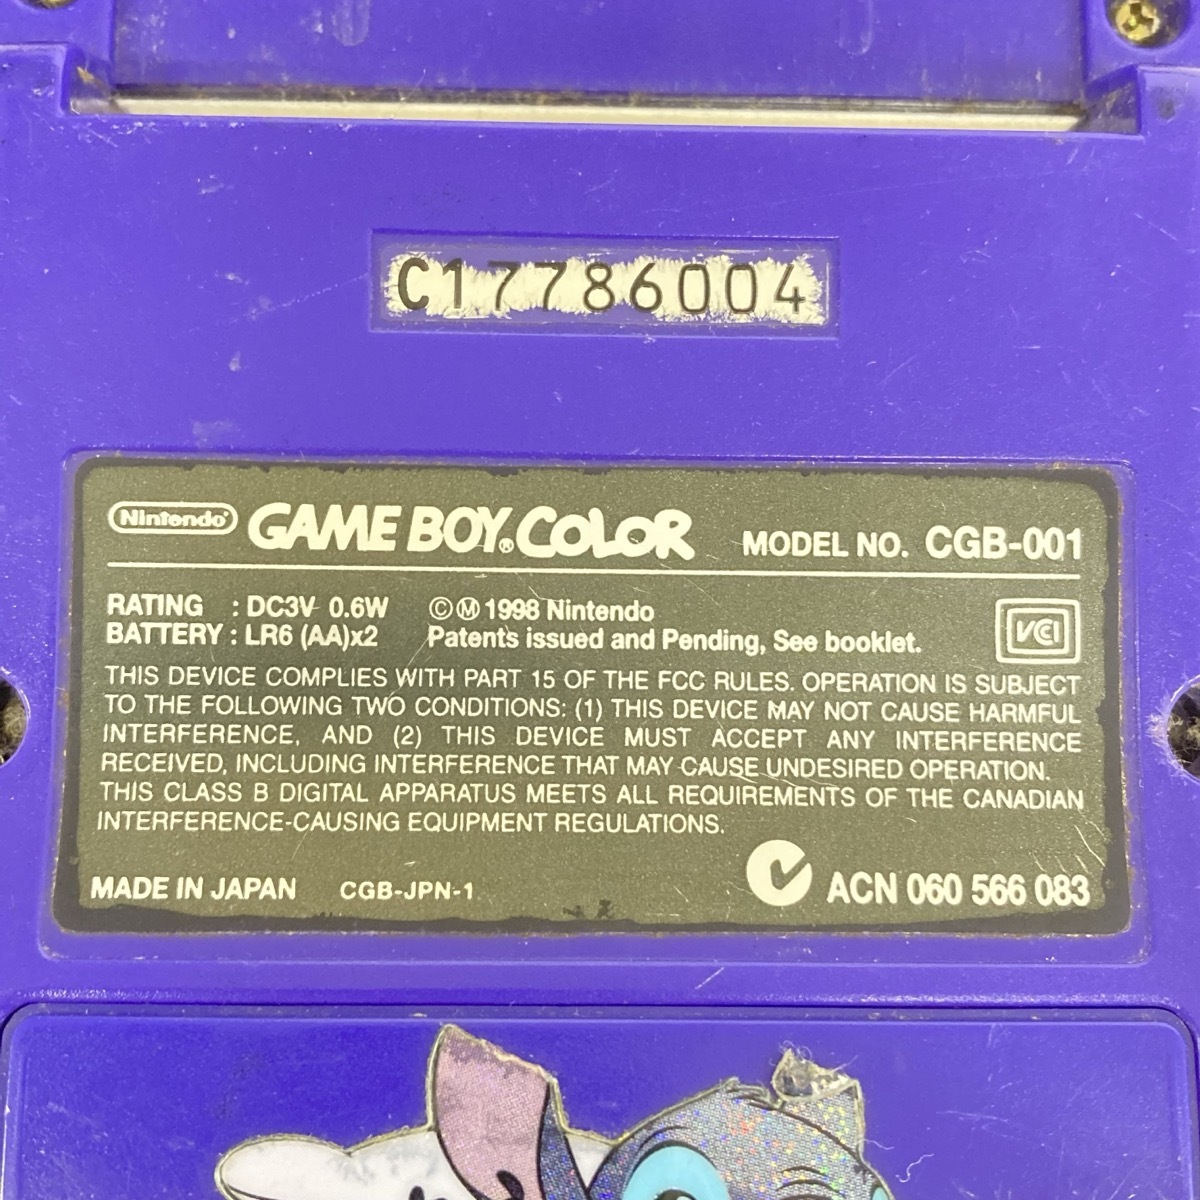 C17786004
Nintendo GAME BOY® COLOR MODEL NO. CGB-001
RATING : DC3V 0.6W ©Ⓜ 1998 Nintendo
BATTERY : LR6 (AA)x2 Patents issued and Pending, See booklet.
VCI
THIS DEVICE COMPLIES WITH PART 15 OF THE FCC RULES. OPERATION IS SUBJECT
TO THE FOLLOWING TWO CONDITIONS: (1) THIS DEVICE MAY NOT CAUSE HARMFUL
INTERFERENCE, AND (2) THIS DEVICE MUST ACCEPT ANY INTERFERENCE
RECEIVED, INCLUDING INTERFERENCE THAT MAY CAUSE UNDESIRED OPERATION.
THIS CLASS B DIGITAL APPARATUS MEETS ALL REQUIREMENTS OF THE CANADIAN
INTERFERENCE-CAUSING EQUIPMENT REGULATIONS.
MADE IN JAPAN CGB-JPN-1 ACN 060 566 083